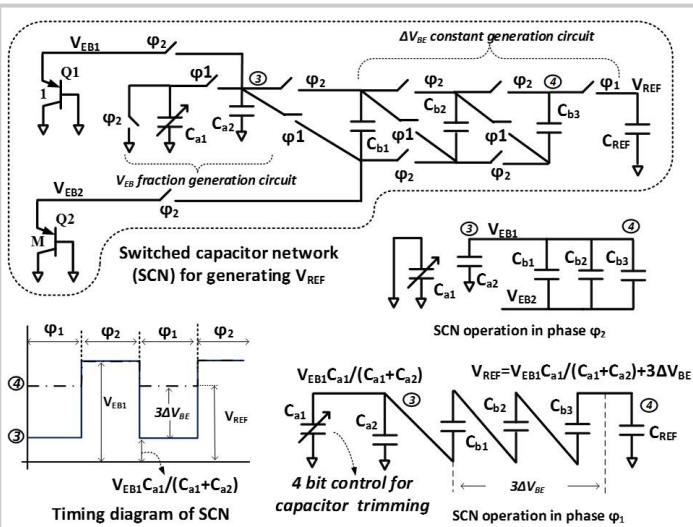 ΔV_BE constant generation circuit
V_EB1
φ₂
Q1
1
φ1
③
φ₂
φ₂
φ₂
④
φ₁
V_REF
φ₂
C_a1
C_a2
φ1
C_b1
φ1
C_b2
φ1
C_b3
C_REF
φ₂
φ₂
V_EB fraction generation circuit
V_EB2
φ₂
Q2
M
Switched capacitor network
(SCN) for generating V_REF
③
V_EB1
④
C_a1
C_a2
C_b1
C_b2
C_b3
V_EB2
SCN operation in phase φ₂
φ₁
φ₂
φ₁
φ₂
④
V_EB1
3ΔV_BE
V_REF
③
V_EB1C_a1/(C_a1+C_a2)
Timing diagram of SCN
V_EB1C_a1/(C_a1+C_a2)
V_REF=V_EB1C_a1/(C_a1+C_a2)+3ΔV_BE
C_a1
③
C_a2
C_b1
C_b2
C_b3
④
C_REF
4 bit control for
capacitor trimming
3ΔV_BE
SCN operation in phase φ₁